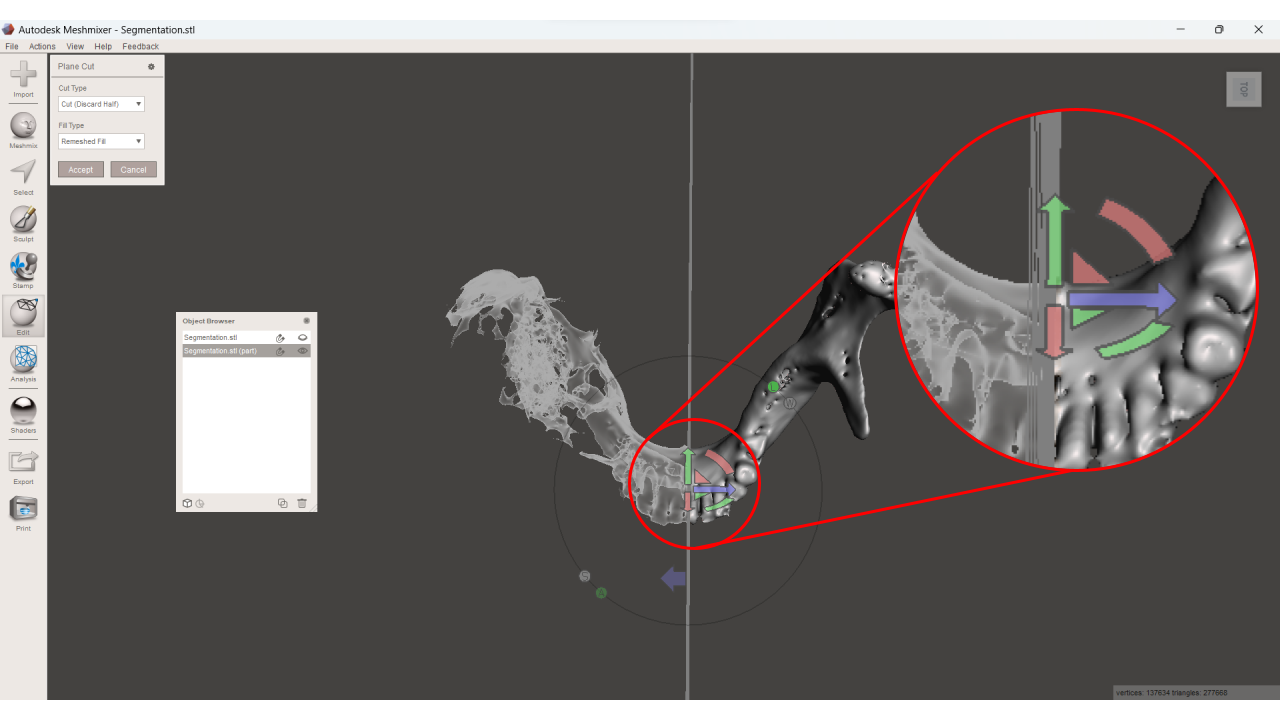 Autodesk Meshmixer - Segmentation.stl
File Actions View Help Feedback
Import
Meshmix
Select
Sculpt
Stamp
Edit
Analysis
Shaders
Export
Print
Plane Cut
Cut Type
Cut (Discard Half)
Fill Type
Remeshed Fill
Accept Cancel
Object Browser
Segmentation.stl
Segmentation.stl (part)
TOP
L
W
S
A
vertices: 137634 triangles: 277668